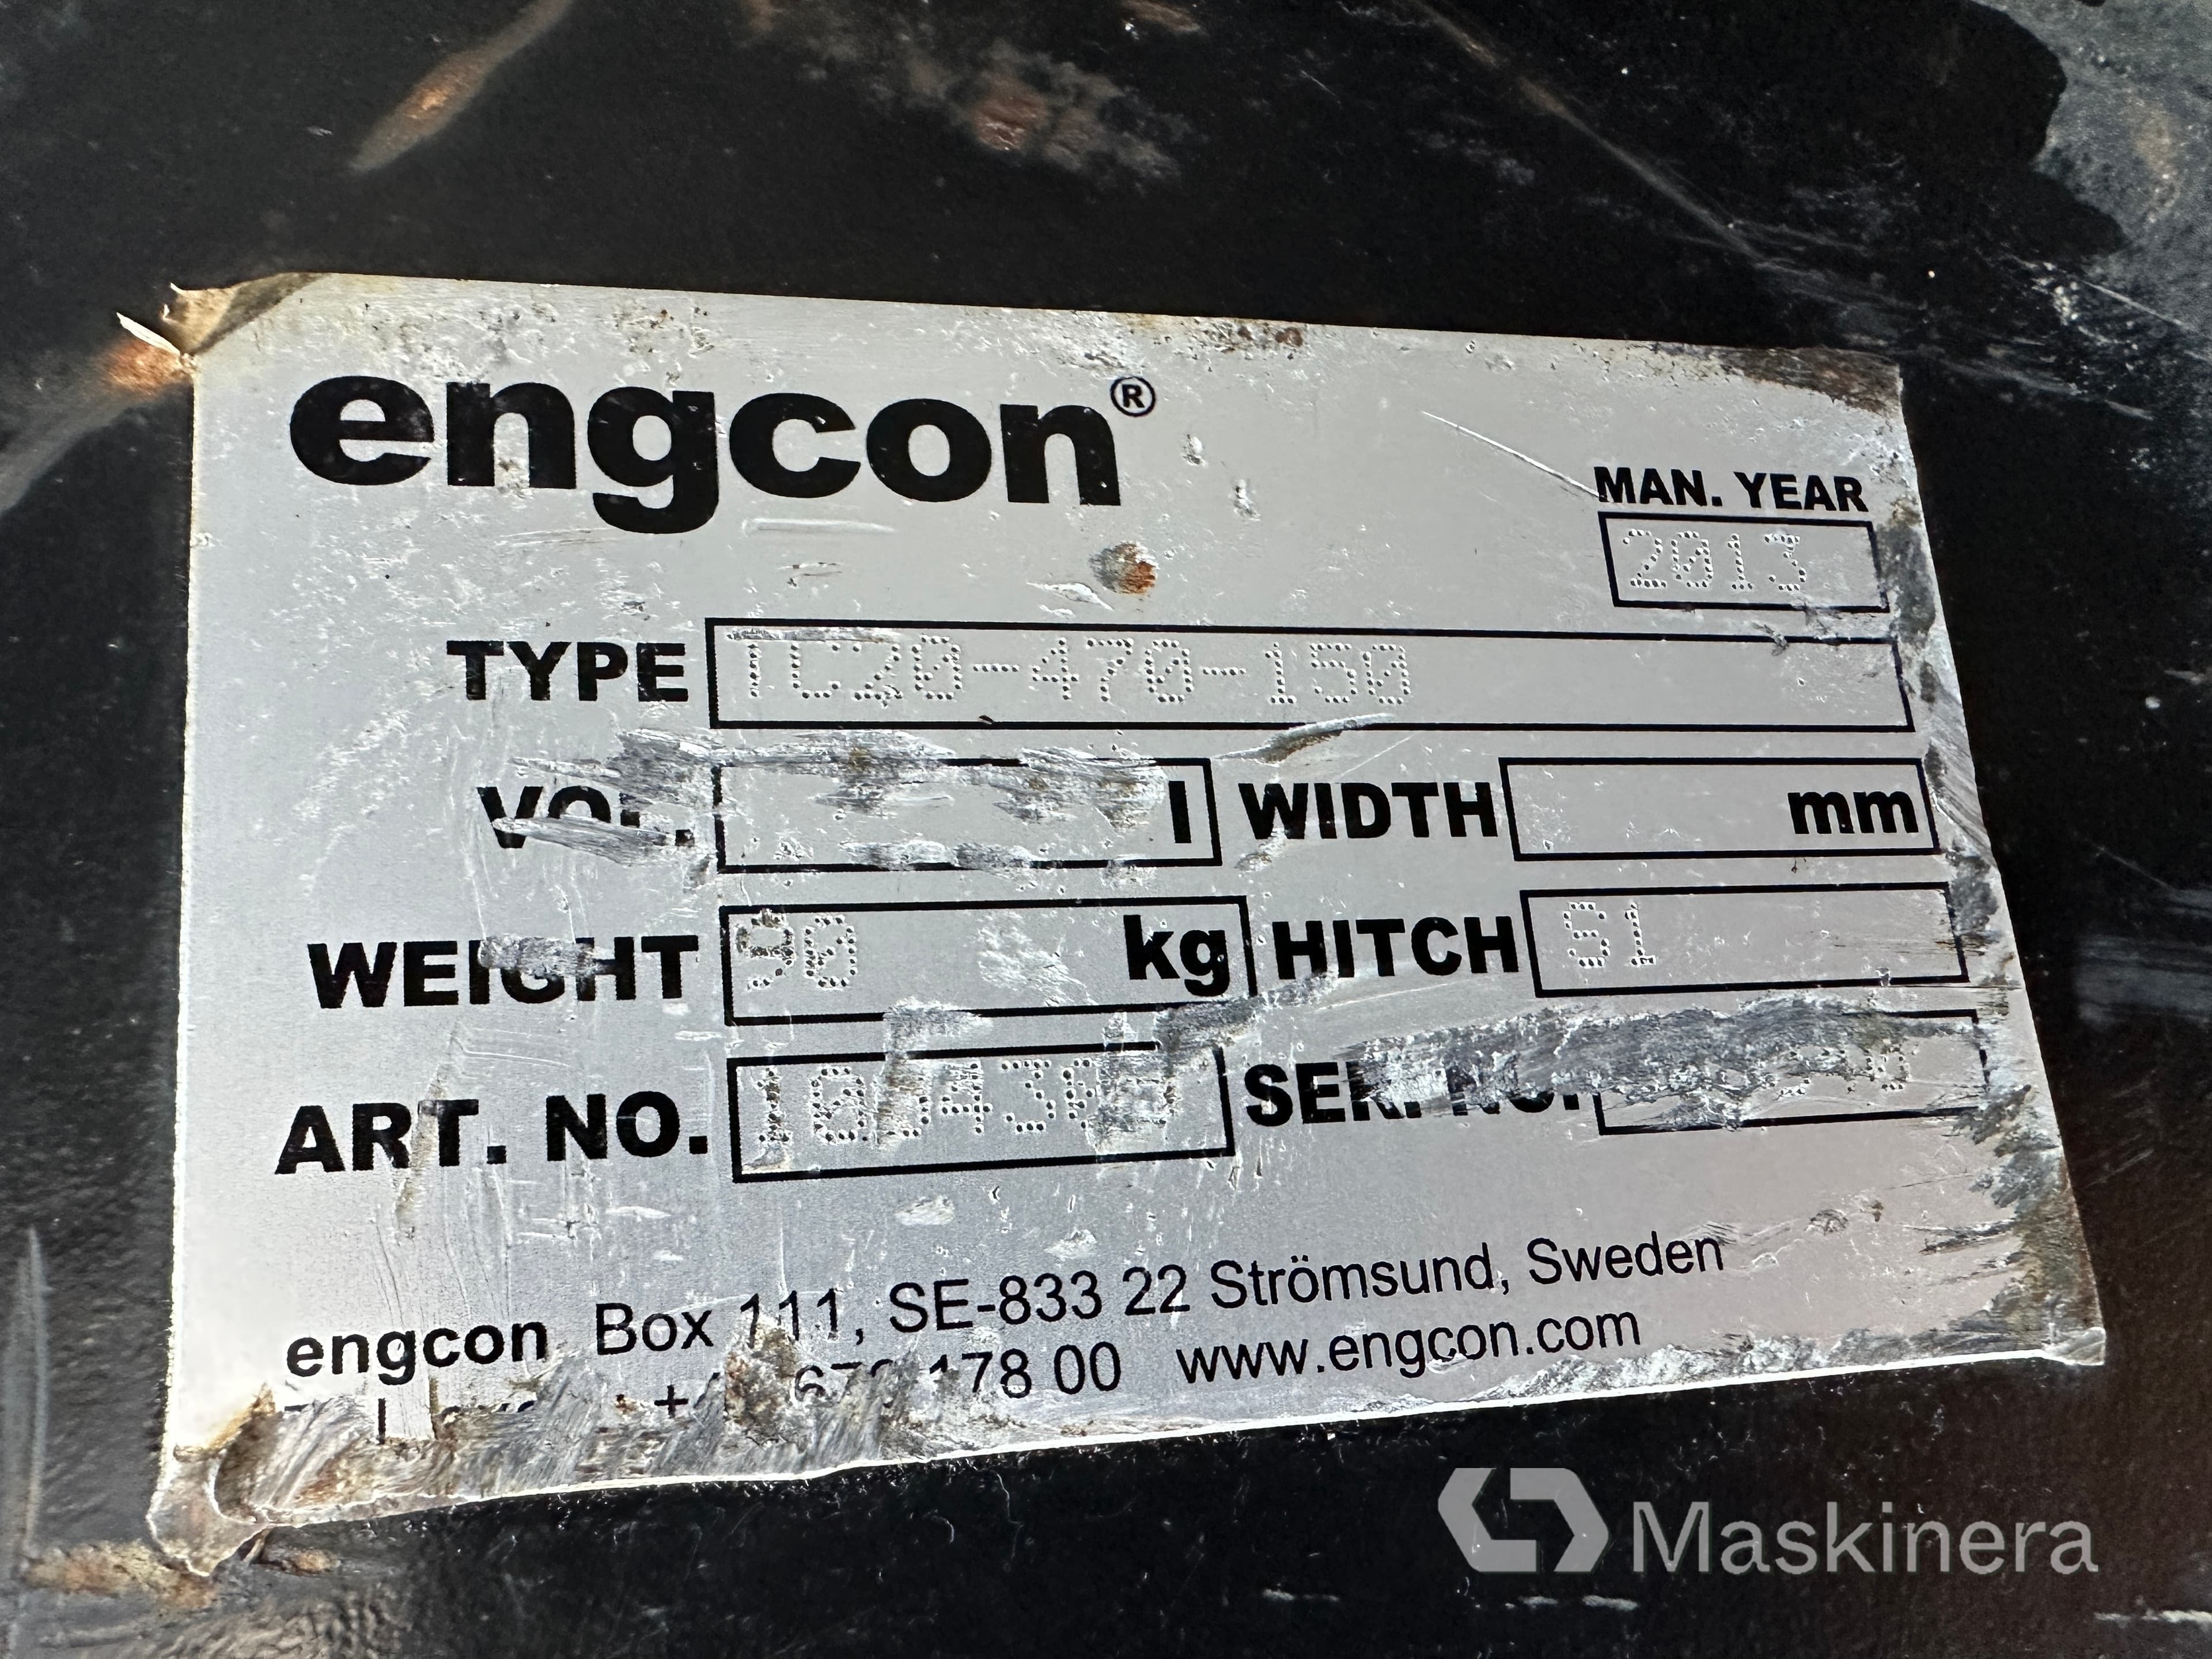 engcon®
MAN. YEAR
2013
TYPE TC20-470-150
VOL. l WIDTH mm
WEIGHT 90 kg HITCH S1
ART. NO. SER. NO.
engcon Box 111, SE-833 22 Strömsund, Sweden
178 00 www.engcon.com
Maskinera